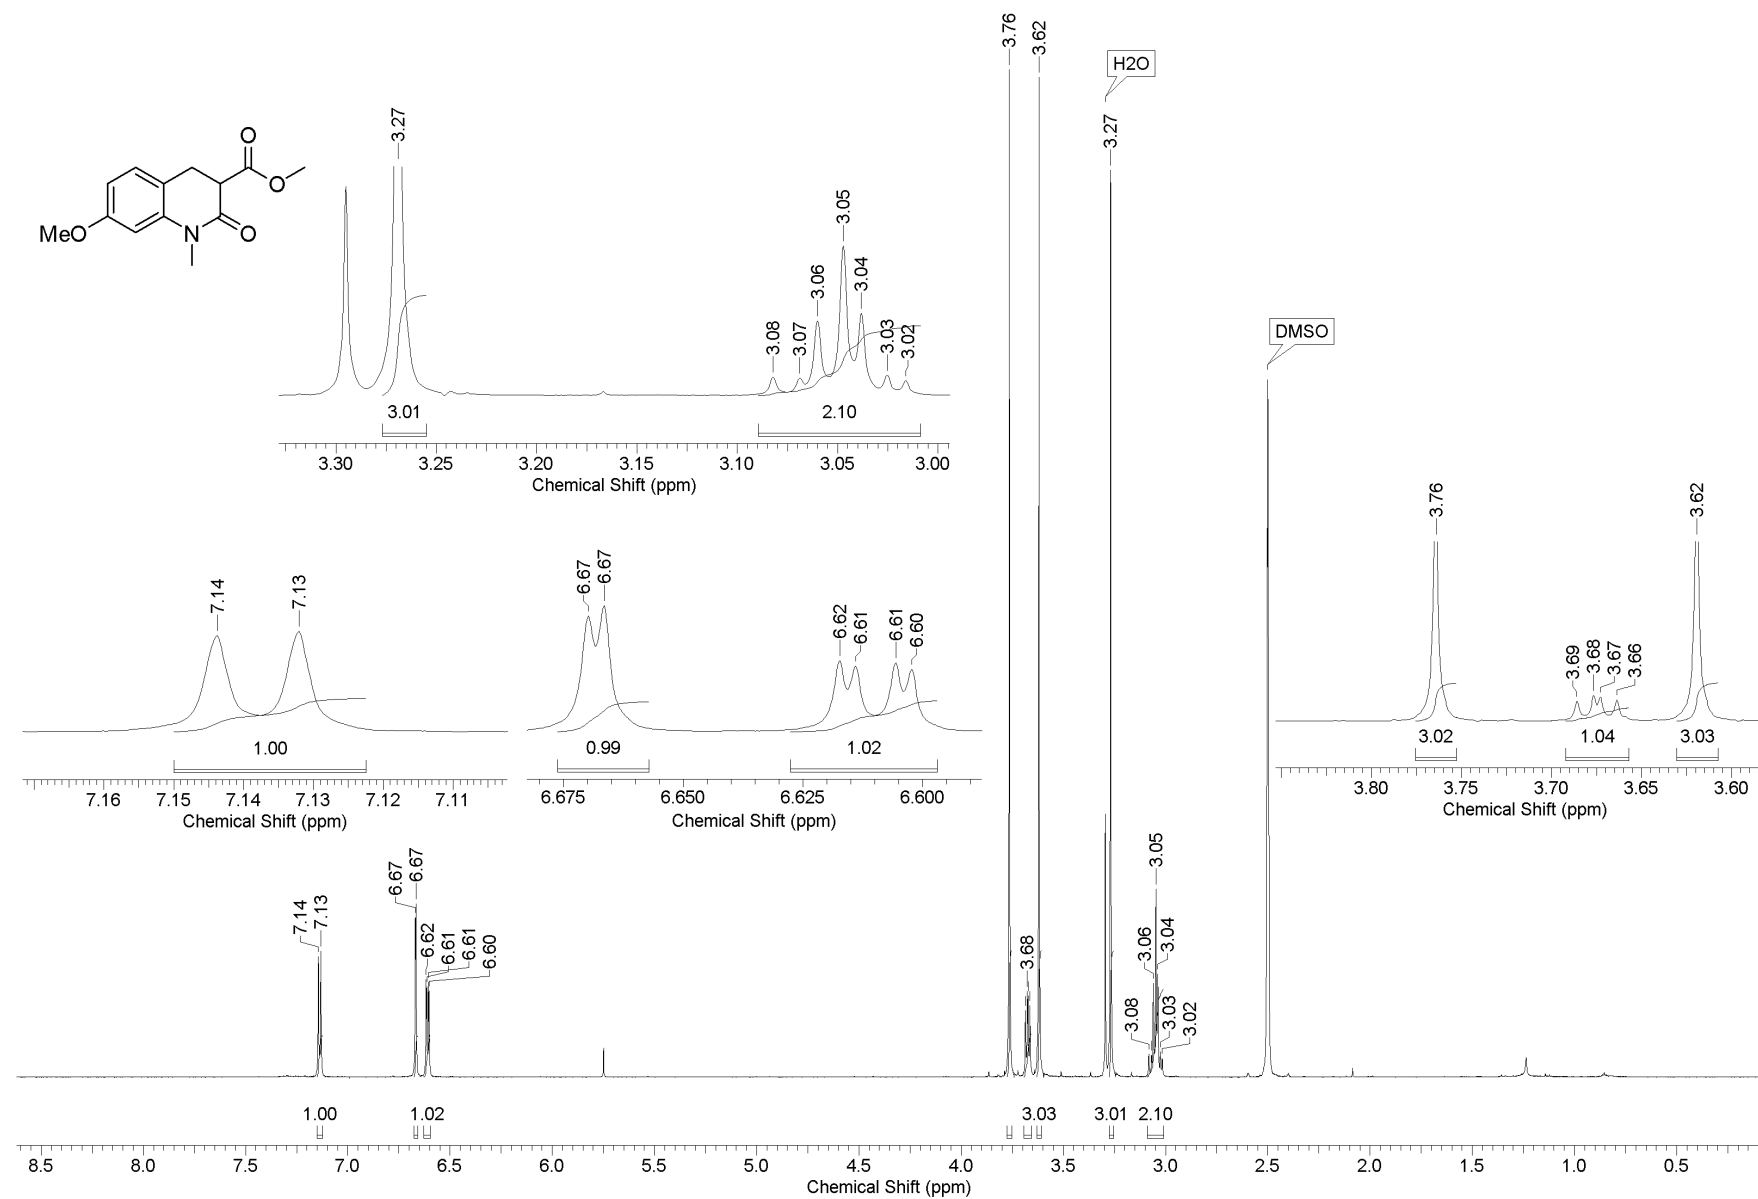 3.76
3.62
H2O
3.27
DMSO
O
O
MeO
N
O
3.27
3.08
3.07
3.06
3.05
3.04
3.03
3.02
3.01
2.10
3.30 3.25 3.20 3.15 3.10 3.05 3.00
Chemical Shift (ppm)
7.14
7.13
1.00
7.16 7.15 7.14 7.13 7.12 7.11
Chemical Shift (ppm)
6.67
6.67
6.62
6.61
6.61
6.60
0.99
1.02
6.675 6.650 6.625 6.600
Chemical Shift (ppm)
3.76
3.69
3.68
3.67
3.66
3.62
3.02
1.04
3.03
3.80 3.75 3.70 3.65 3.60
Chemical Shift (ppm)
7.14
7.13
6.67
6.67
6.62
6.61
6.61
6.60
3.68
3.08
3.06
3.05
3.04
3.03
3.02
1.00 1.02 3.03 3.01 2.10
8.5 8.0 7.5 7.0 6.5 6.0 5.5 5.0 4.5 4.0 3.5 3.0 2.5 2.0 1.5 1.0 0.5
Chemical Shift (ppm)